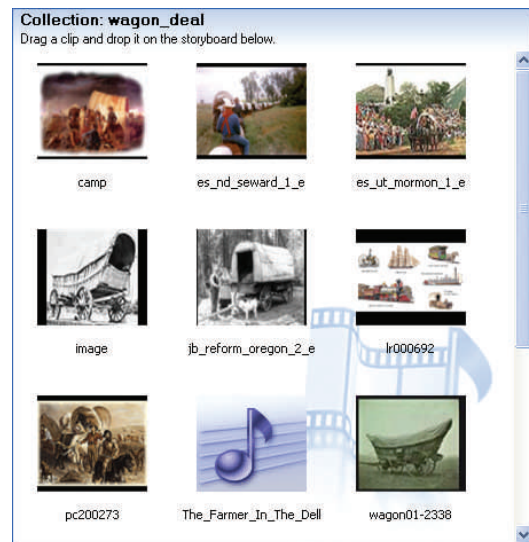 Collection: wagon_deal
Drag a clip and drop it on the storyboard below.
camp
es_nd_seward_1_e
es_ut_mormon_1_e
image
jb_reform_oregon_2_e
lr000692
pc200273
The_Farmer_In_The_Dell
wagon01-2338